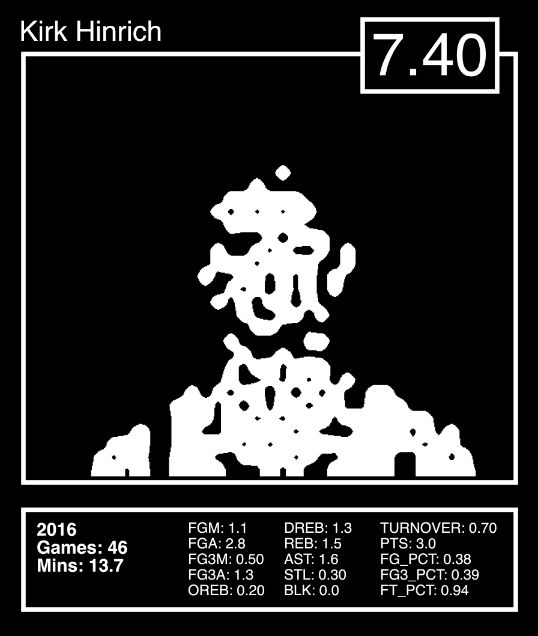 Kirk Hinrich
7.40
2016
Games: 46
Mins: 13.7
FGM: 1.1
FGA: 2.8
FG3M: 0.50
FG3A: 1.3
OREB: 0.20
DREB: 1.3
REB: 1.5
AST: 1.6
STL: 0.30
BLK: 0.0
TURNOVER: 0.70
PTS: 3.0
FG_PCT: 0.38
FG3_PCT: 0.39
FT_PCT: 0.94